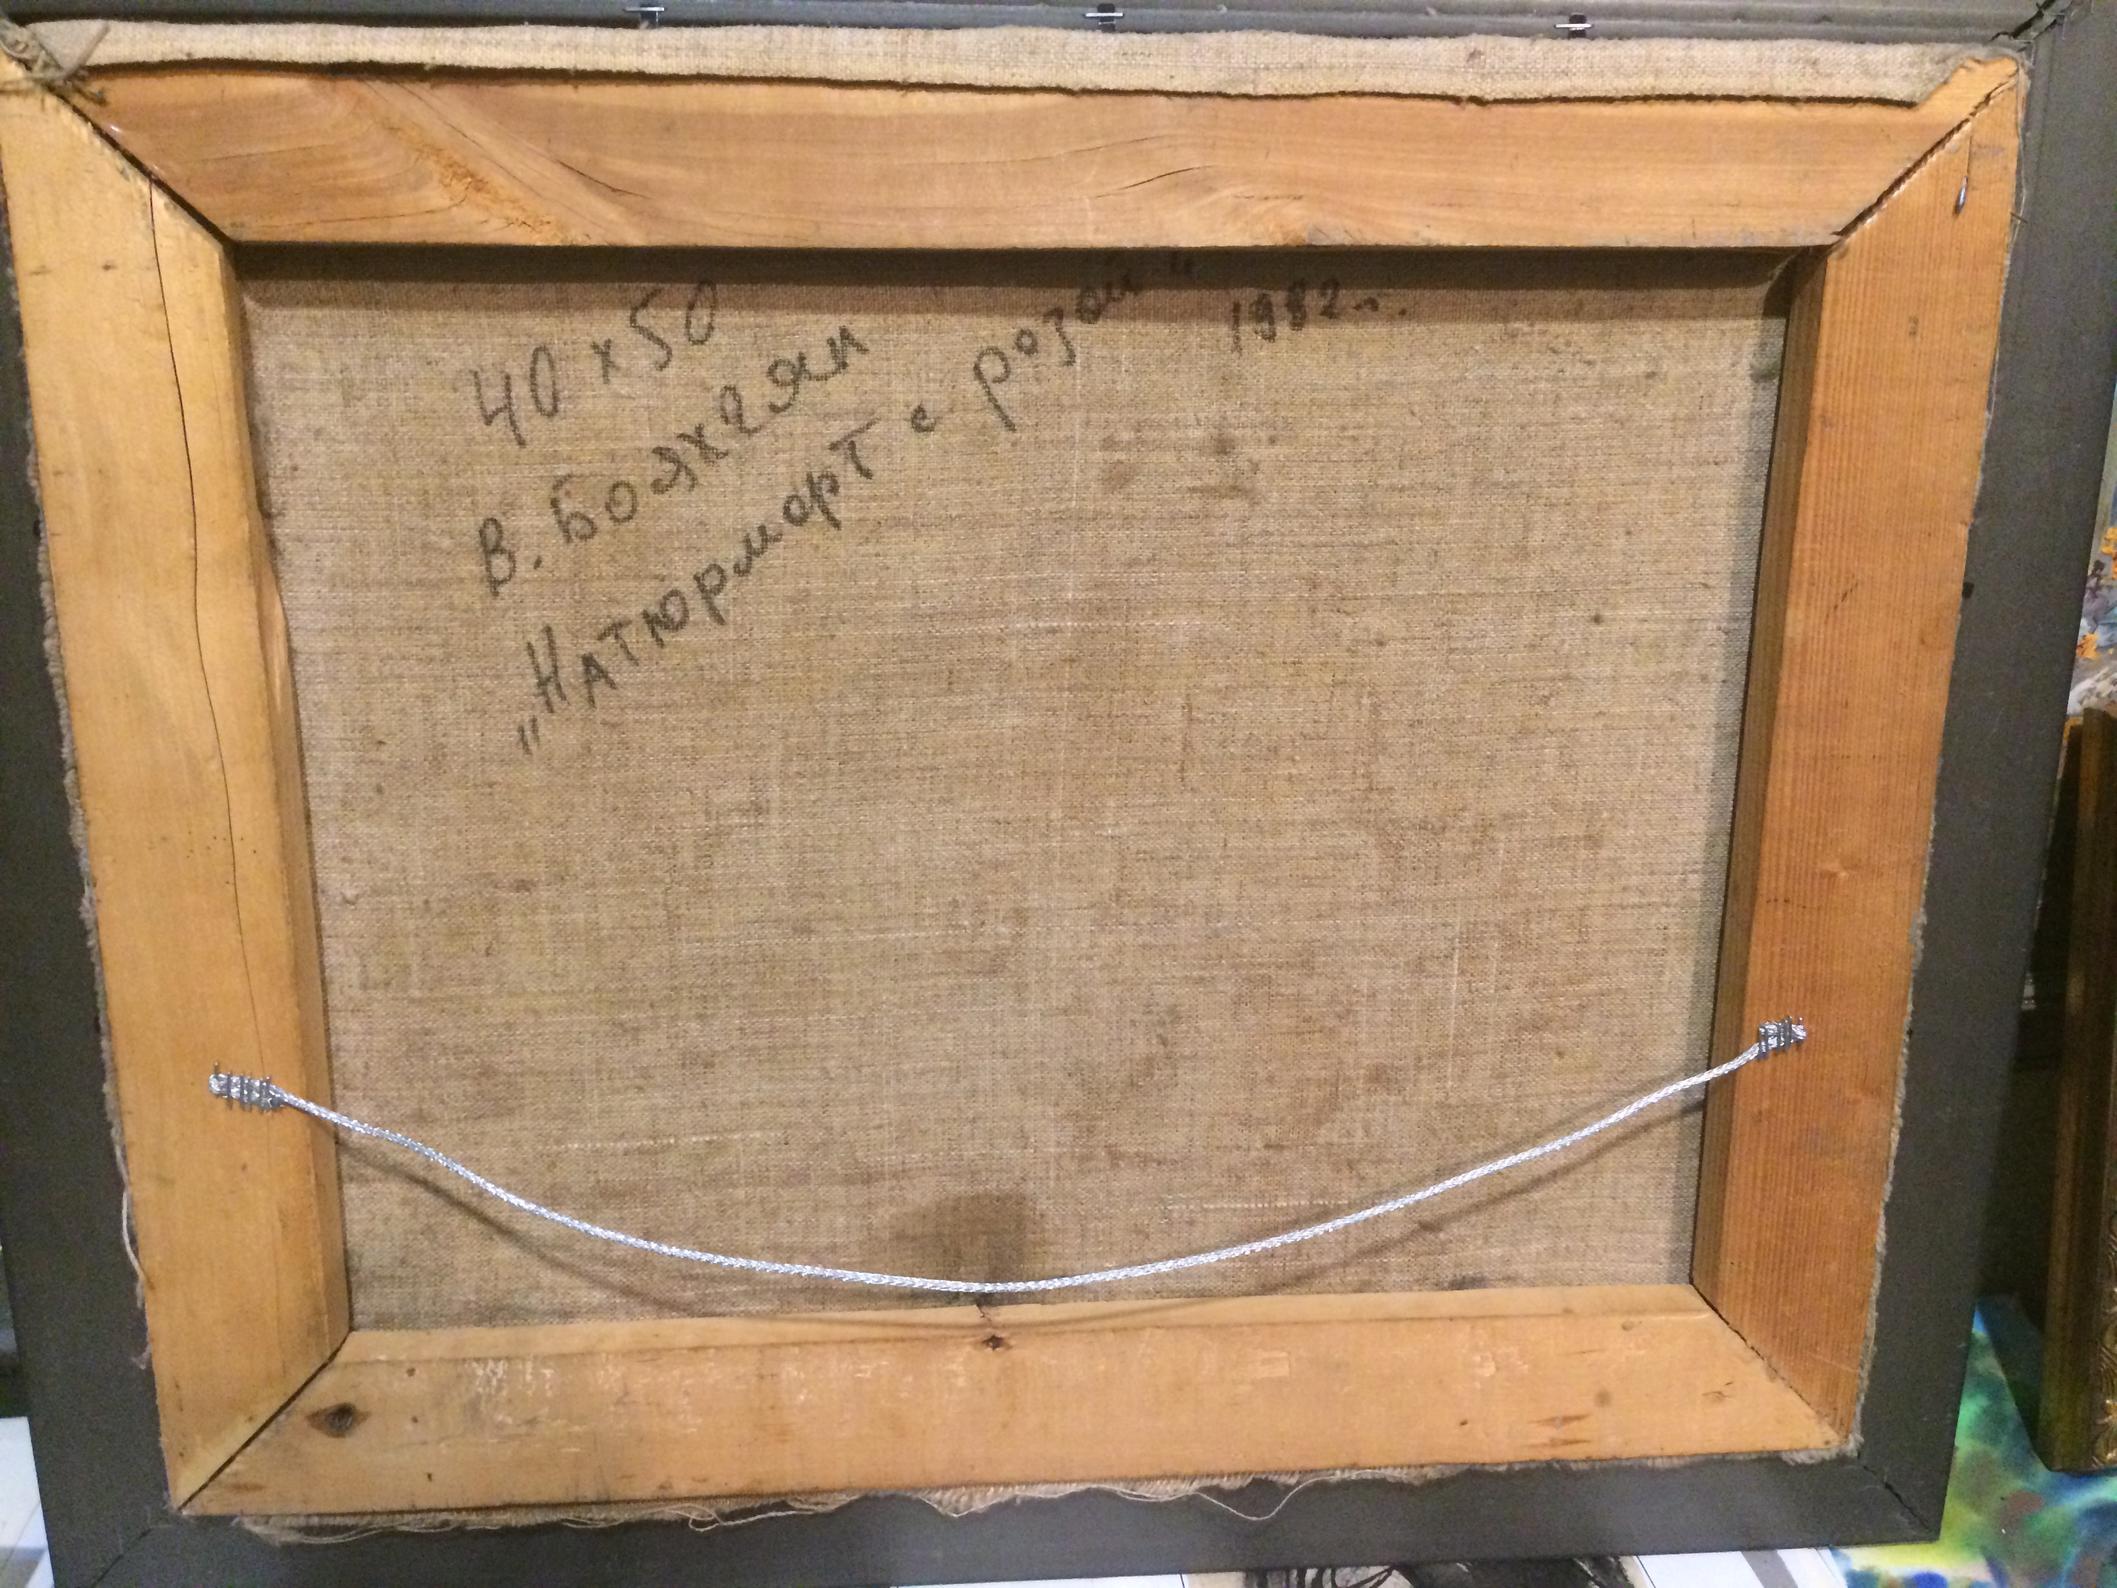 40 x 50
В. Бояхчян
„Натюрморт с розой" 1982 г.